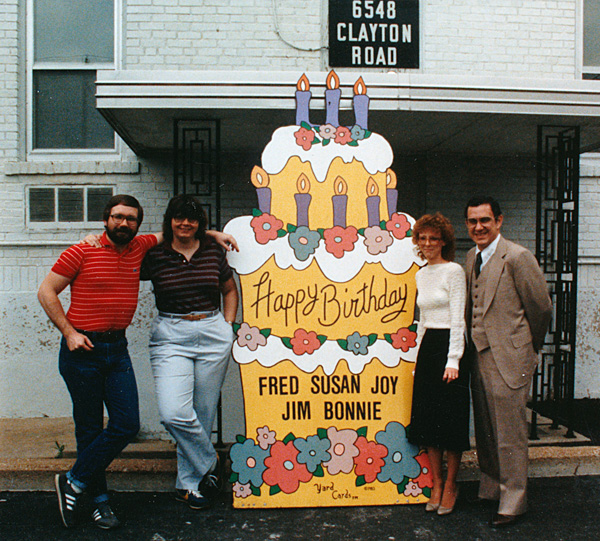 6548
CLAYTON
ROAD
Happy Birthday
FRED SUSAN JOY
JIM BONNIE
Yard
Cards